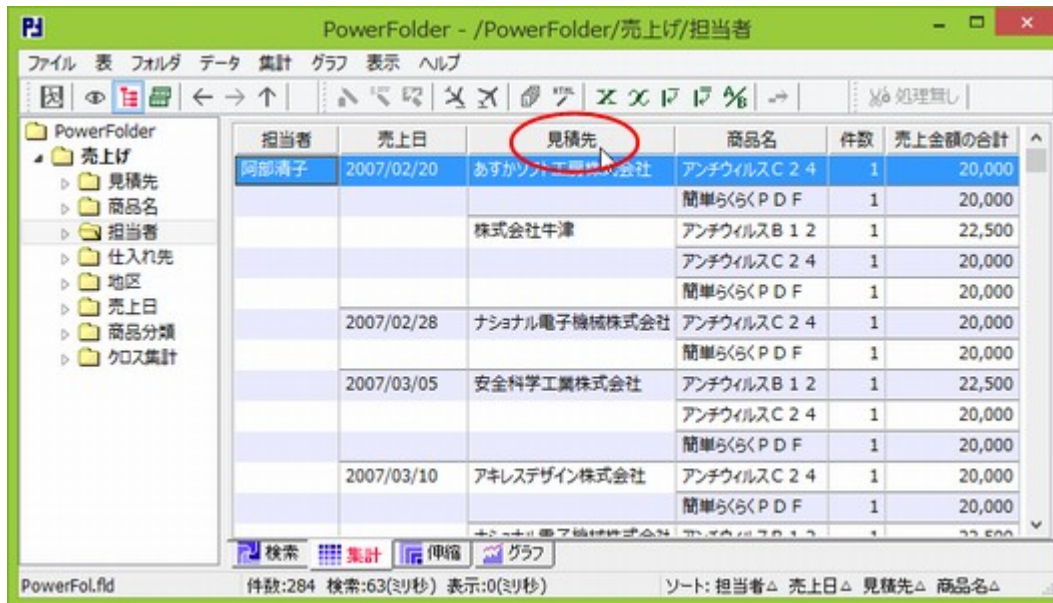 PowerFolder - /PowerFolder/売上げ/担当者
ファイル 表 フォルダ データ 集計 グラフ 表示 ヘルプ
処理無し
PowerFolder
売上げ
見積先
商品名
担当者
仕入れ先
地区
売上日
商品分類
クロス集計
担当者 売上日 見積先 商品名 件数 売上金額の合計
阿部清子 2007/02/20 あすかソフト工房株式会社 アンチウィルスC24 1 20,000
簡単らくらくPDF 1 20,000
株式会社牛津 アンチウィルスB12 1 22,500
アンチウィルスC24 1 20,000
簡単らくらくPDF 1 20,000
2007/02/28 ナショナル電子機械株式会社 アンチウィルスC24 1 20,000
簡単らくらくPDF 1 20,000
2007/03/05 安全科学工業株式会社 アンチウィルスB12 1 22,500
アンチウィルスC24 1 20,000
簡単らくらくPDF 1 20,000
2007/03/10 アキレスデザイン株式会社 アンチウィルスC24 1 20,000
簡単らくらくPDF 1 20,000
検索 集計 伸縮 グラフ
PowerFol.fld 件数:284 検索:63(ミリ秒) 表示:0(ミリ秒) ソート: 担当者△ 売上日△ 見積先△ 商品名△